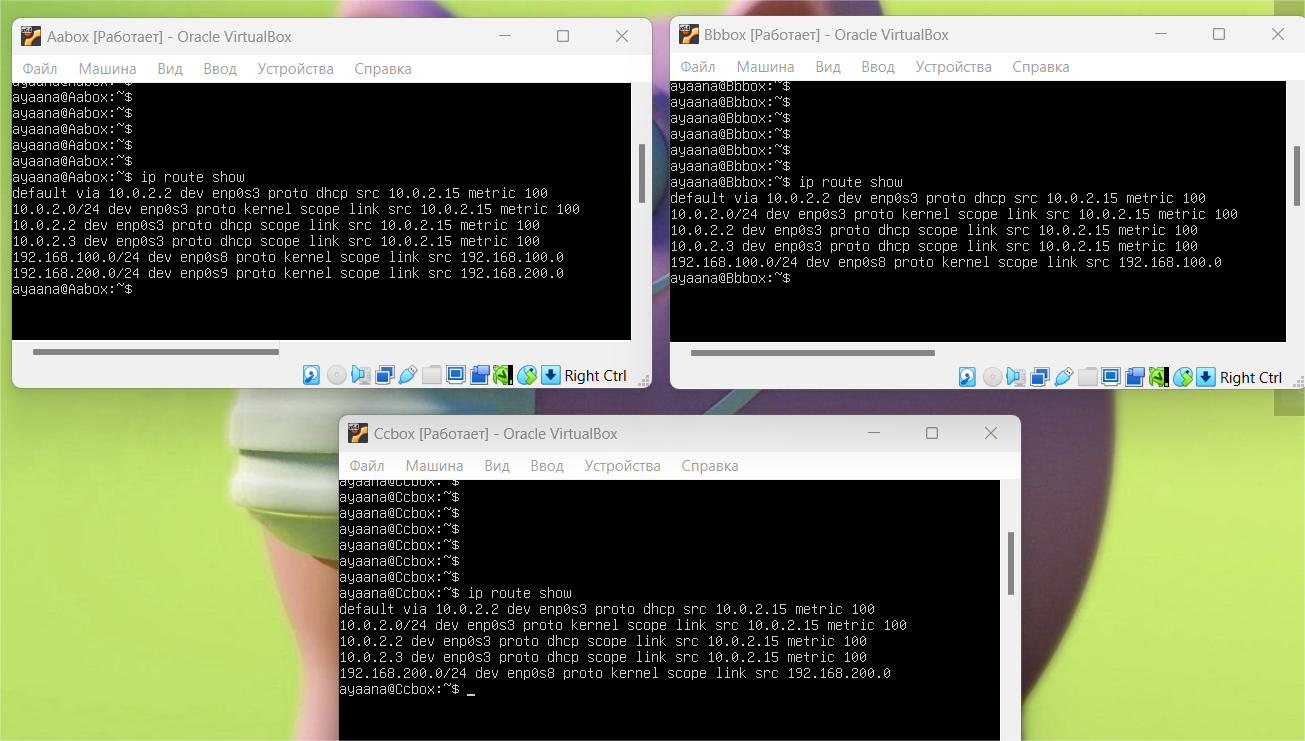 Aabox [Работает] - Oracle VirtualBox
Файл Машина Вид Ввод Устройства Справка
ayaana@Aabox:~$
ayaana@Aabox:~$
ayaana@Aabox:~$
ayaana@Aabox:~$
ayaana@Aabox:~$
ayaana@Aabox:~$
ayaana@Aabox:~$ ip route show
default via 10.0.2.2 dev enp0s3 proto dhcp src 10.0.2.15 metric 100
10.0.2.0/24 dev enp0s3 proto kernel scope link src 10.0.2.15 metric 100
10.0.2.2 dev enp0s3 proto dhcp scope link src 10.0.2.15 metric 100
10.0.2.3 dev enp0s3 proto dhcp scope link src 10.0.2.15 metric 100
192.168.100.0/24 dev enp0s8 proto kernel scope link src 192.168.100.0
192.168.200.0/24 dev enp0s9 proto kernel scope link src 192.168.200.0
ayaana@Aabox:~$
Right Ctrl
Bbbox [Работает] - Oracle VirtualBox
Файл Машина Вид Ввод Устройства Справка
ayaana@Bbbox:~$
ayaana@Bbbox:~$
ayaana@Bbbox:~$
ayaana@Bbbox:~$
ayaana@Bbbox:~$
ayaana@Bbbox:~$
ayaana@Bbbox:~$ ip route show
default via 10.0.2.2 dev enp0s3 proto dhcp src 10.0.2.15 metric 100
10.0.2.0/24 dev enp0s3 proto kernel scope link src 10.0.2.15 metric 100
10.0.2.2 dev enp0s3 proto dhcp scope link src 10.0.2.15 metric 100
10.0.2.3 dev enp0s3 proto dhcp scope link src 10.0.2.15 metric 100
192.168.100.0/24 dev enp0s8 proto kernel scope link src 192.168.100.0
ayaana@Bbbox:~$
Right Ctrl
Ccbox [Работает] - Oracle VirtualBox
Файл Машина Вид Ввод Устройства Справка
ayaana@Ccbox:~$
ayaana@Ccbox:~$
ayaana@Ccbox:~$
ayaana@Ccbox:~$
ayaana@Ccbox:~$
ayaana@Ccbox:~$
ayaana@Ccbox:~$
ayaana@Ccbox:~$ ip route show
default via 10.0.2.2 dev enp0s3 proto dhcp src 10.0.2.15 metric 100
10.0.2.0/24 dev enp0s3 proto kernel scope link src 10.0.2.15 metric 100
10.0.2.2 dev enp0s3 proto dhcp scope link src 10.0.2.15 metric 100
10.0.2.3 dev enp0s3 proto dhcp scope link src 10.0.2.15 metric 100
192.168.200.0/24 dev enp0s8 proto kernel scope link src 192.168.200.0
ayaana@Ccbox:~$ _